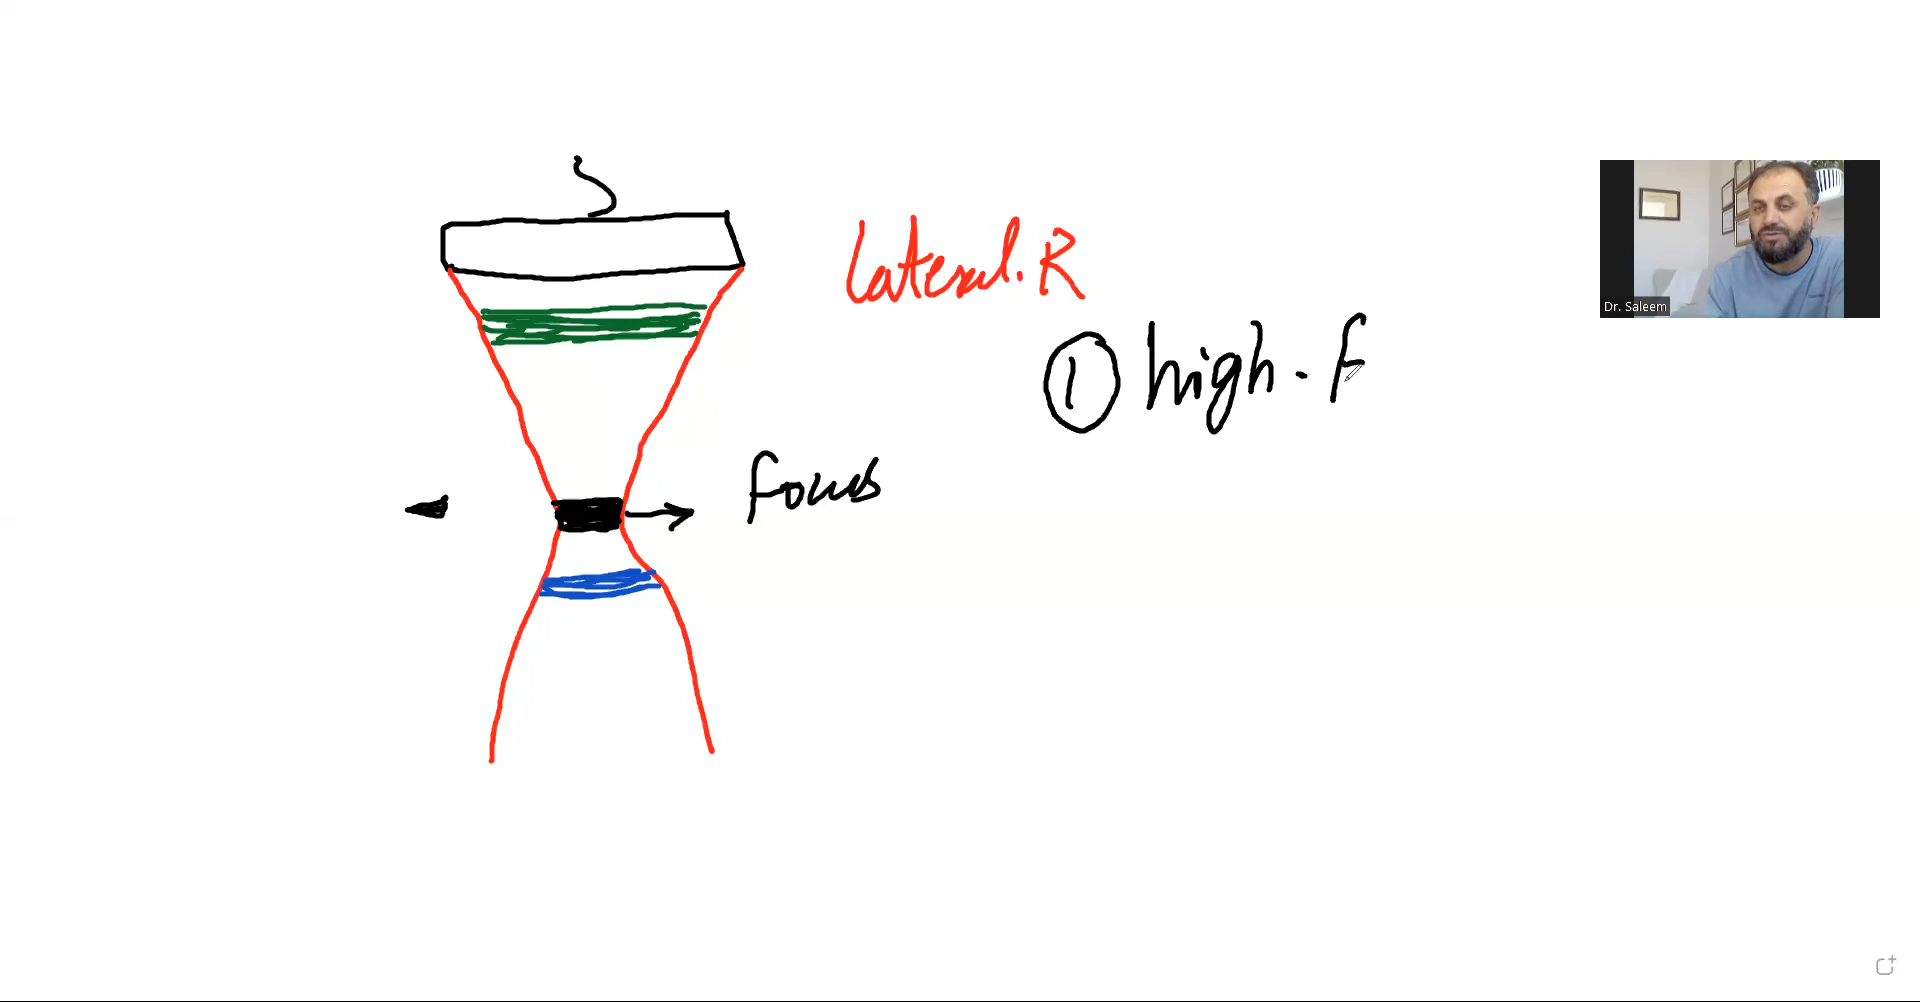 Lateral. R
① high - F
focus
Dr. Saleem